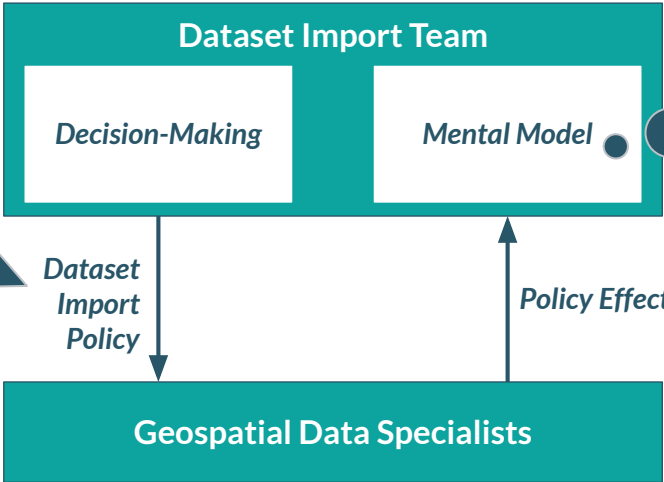 Dataset Import Team
Decision-Making
Mental Model
Dataset
Import
Policy
Policy Effect
Geospatial Data Specialists